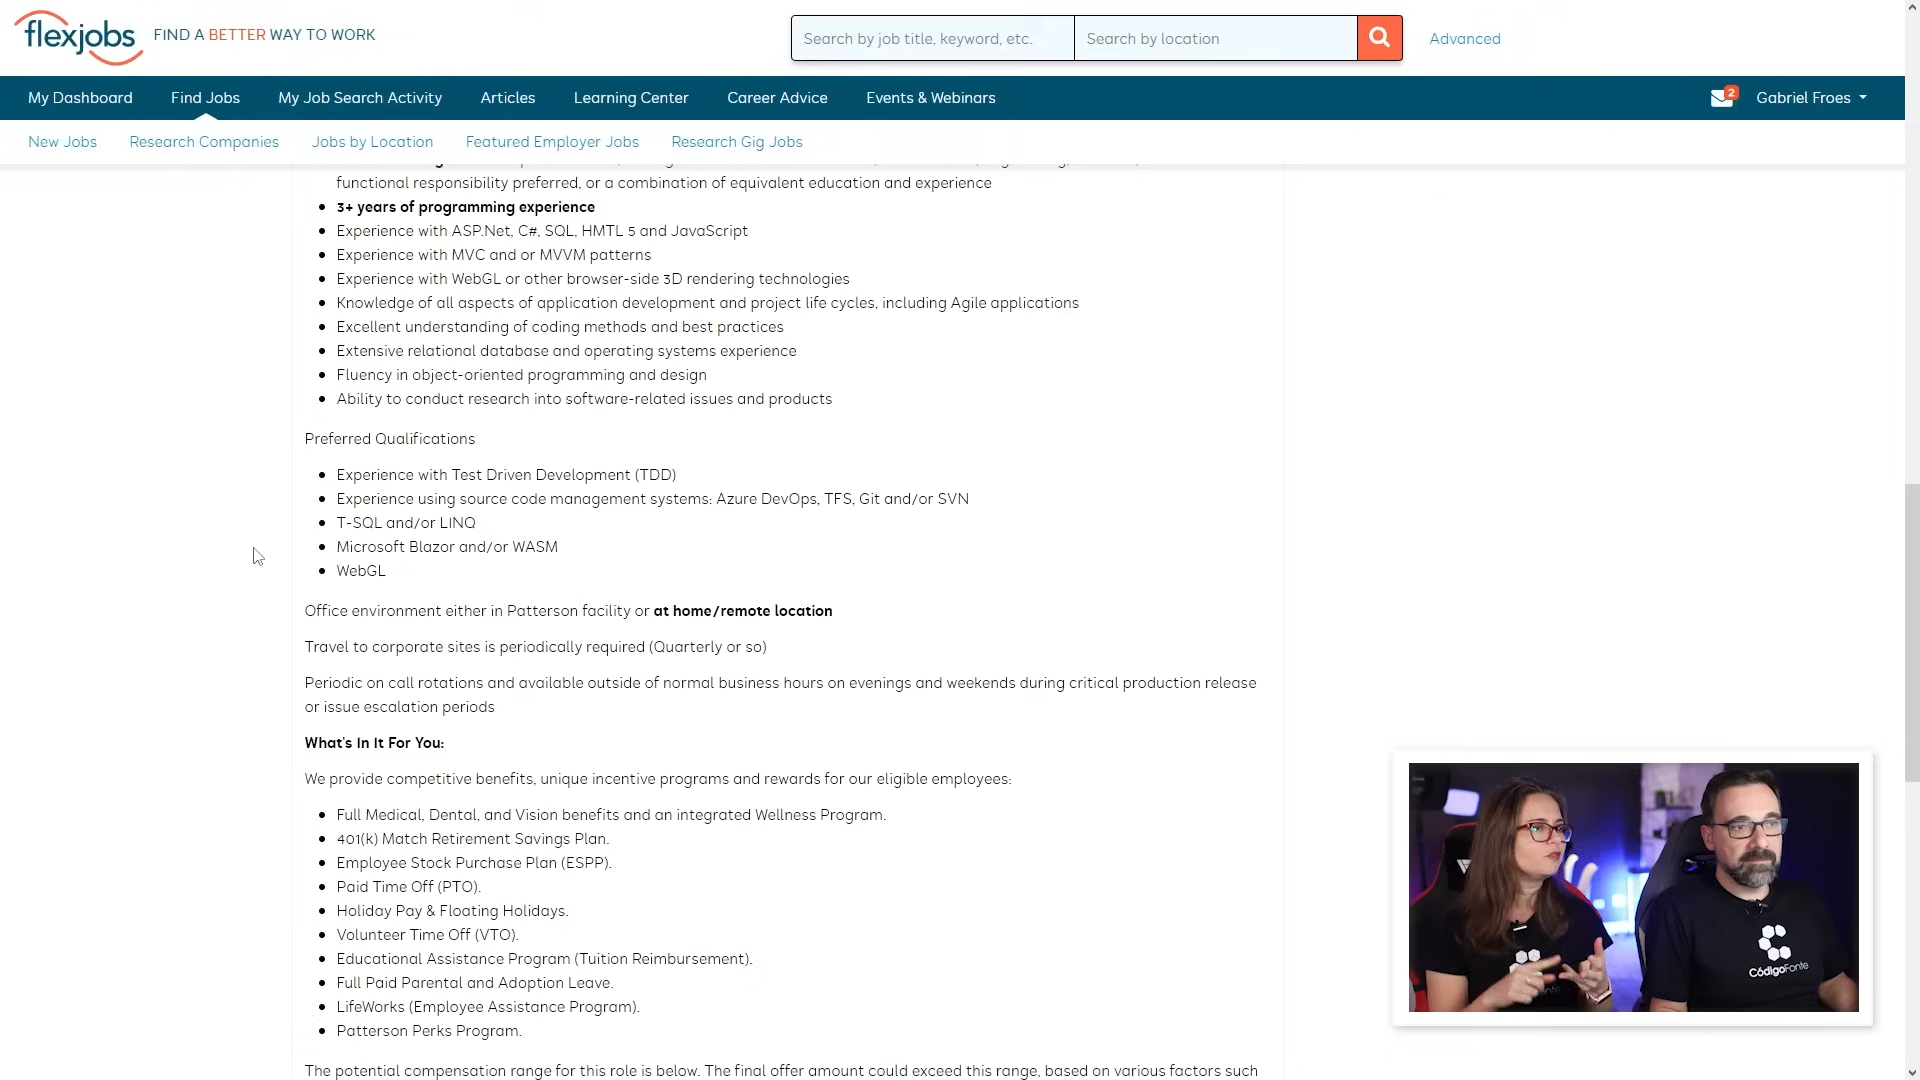 flexjobs
FIND A BETTER WAY TO WORK
Search by job title, keyword, etc.
Search by location
Advanced
My Dashboard
Find Jobs
My Job Search Activity
Articles
Learning Center
Career Advice
Events & Webinars
2
Gabriel Froes
New Jobs
Research Companies
Jobs by Location
Featured Employer Jobs
Research Gig Jobs
functional responsibility preferred, or a combination of equivalent education and experience
3+ years of programming experience
Experience with ASP.Net, C#, SQL, HMTL 5 and JavaScript
Experience with MVC and or MVVM patterns
Experience with WebGL or other browser-side 3D rendering technologies
Knowledge of all aspects of application development and project life cycles, including Agile applications
Excellent understanding of coding methods and best practices
Extensive relational database and operating systems experience
Fluency in object-oriented programming and design
Ability to conduct research into software-related issues and products
Preferred Qualifications
Experience with Test Driven Development (TDD)
Experience using source code management systems: Azure DevOps, TFS, Git and/or SVN
T-SQL and/or LINQ
Microsoft Blazor and/or WASM
WebGL
Office environment either in Patterson facility or at home/remote location
Travel to corporate sites is periodically required (Quarterly or so)
Periodic on call rotations and available outside of normal business hours on evenings and weekends during critical production release
or issue escalation periods
What's In It For You:
We provide competitive benefits, unique incentive programs and rewards for our eligible employees:
Full Medical, Dental, and Vision benefits and an integrated Wellness Program.
401(k) Match Retirement Savings Plan.
Employee Stock Purchase Plan (ESPP).
Paid Time Off (PTO).
Holiday Pay & Floating Holidays.
Volunteer Time Off (VTO).
Educational Assistance Program (Tuition Reimbursement).
Full Paid Parental and Adoption Leave.
LifeWorks (Employee Assistance Program).
Patterson Perks Program.
The potential compensation range for this role is below. The final offer amount could exceed this range, based on various factors such
CódigoFonte